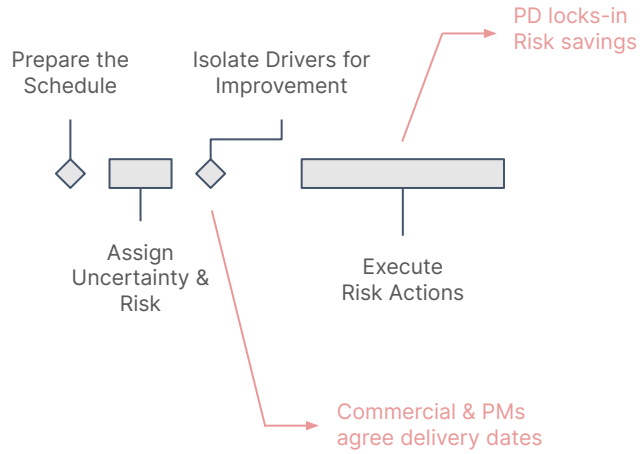 PD locks-in
Risk savings
Prepare the
Schedule
Isolate Drivers for
Improvement
Assign
Uncertainty &
Risk
Execute
Risk Actions
Commercial & PMs
agree delivery dates